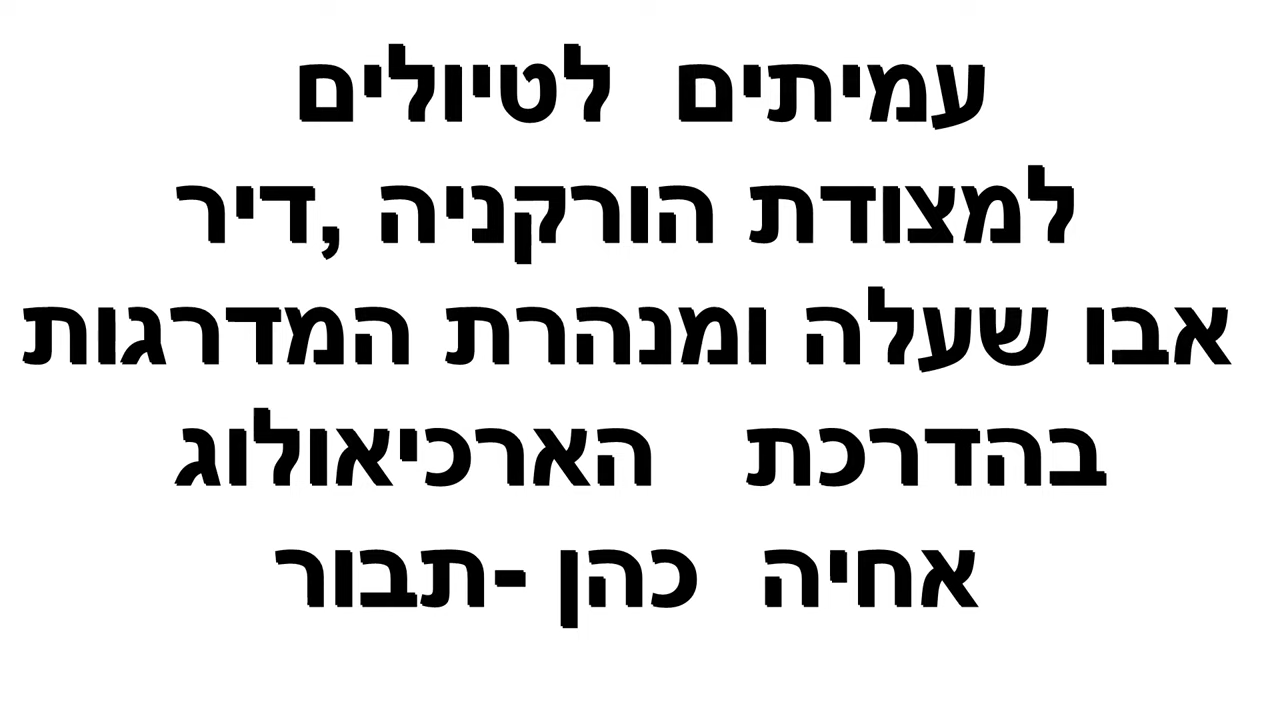 עמיתים לטיולים
למצודת הורקניה ,דיר
אבו שעלה ומנהרת המדרגות
בהדרכת הארכיאולוג
אחיה כהן -תבור